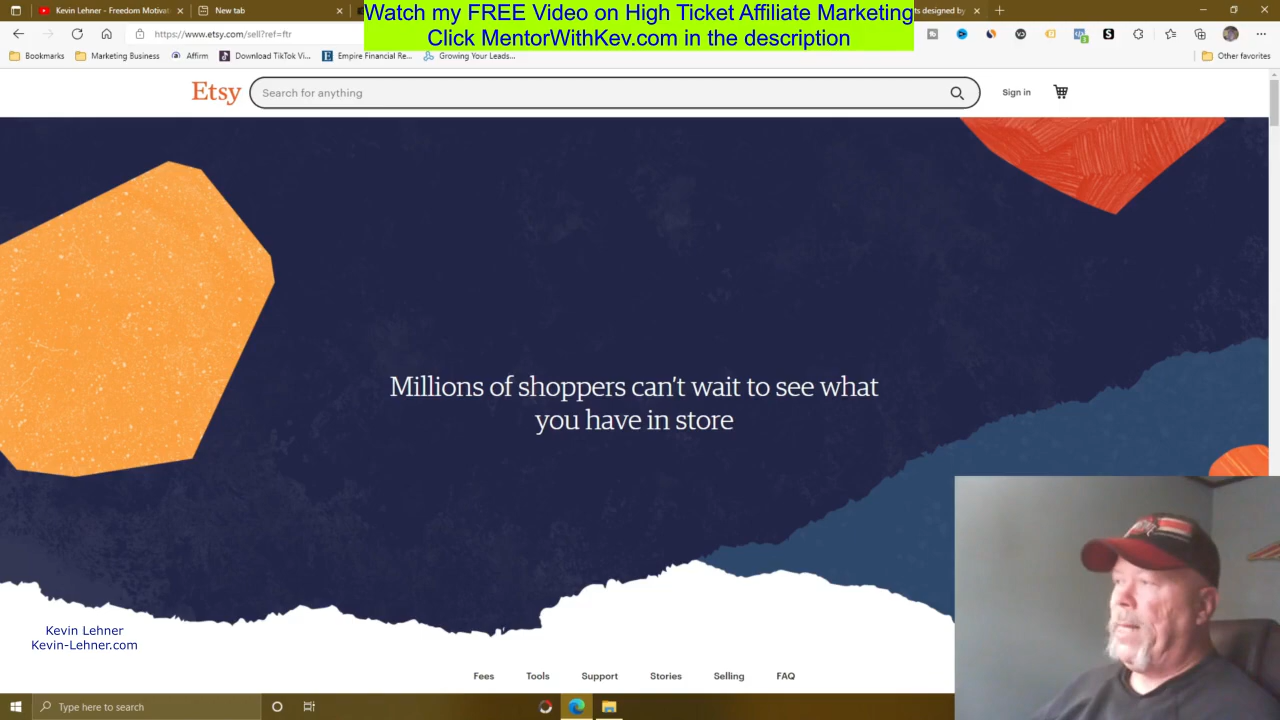 Kevin Lehner - Freedom Motivat
New tab
ts designed by
Watch my FREE Video on High Ticket Affiliate Marketing
Click MentorWithKev.com in the description
https://www.etsy.com/sell?ref=ftr
Bookmarks
Marketing Business
Affirm
Download TikTok Vi...
Empire Financial Re...
Growing Your Leads...
Other favorites
Etsy
Search for anything
Sign in
Millions of shoppers can't wait to see what
you have in store
Kevin Lehner
Kevin-Lehner.com
Fees
Tools
Support
Stories
Selling
FAQ
Type here to search